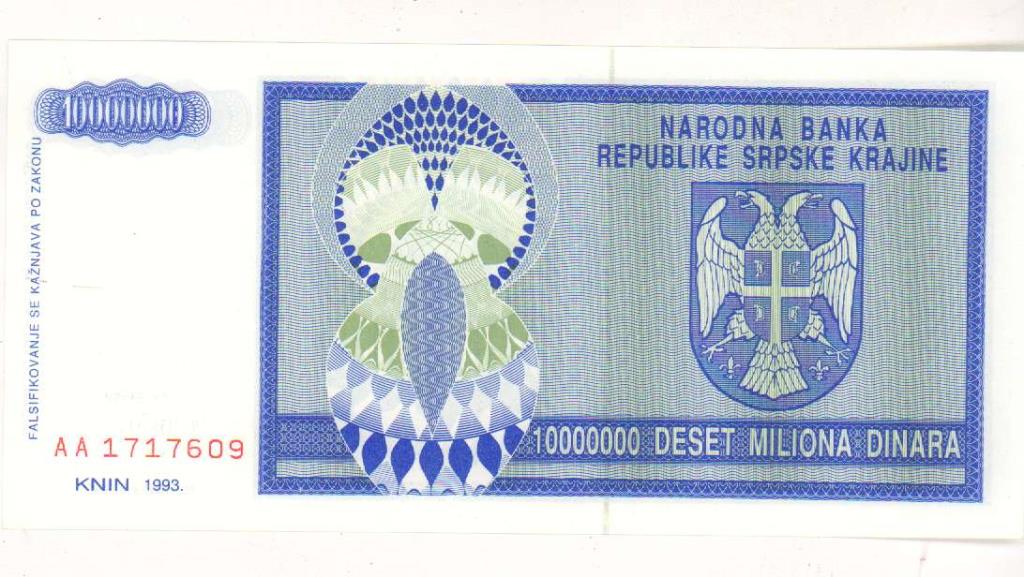 10000000
FALSIFIKOVANJE SE KAŽNJAVA PO ZAKONU
NARODNA BANKA
REPUBLIKE SRPSKE KRAJINE
10000000 DESET MILIONA DINARA
AA 1717609
KNIN 1993.